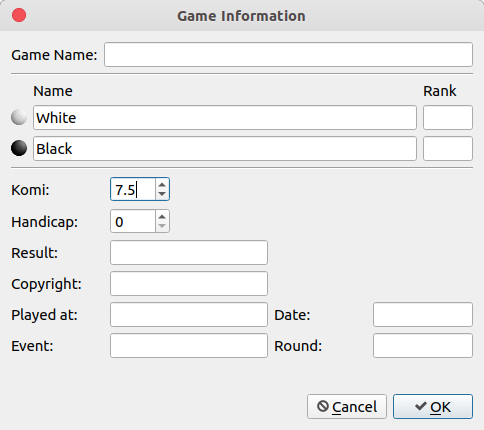 Game Information
Game Name:
Name Rank
White
Black
Komi: 7.5
Handicap: 0
Result:
Copyright:
Played at: Date:
Event: Round:
Cancel OK